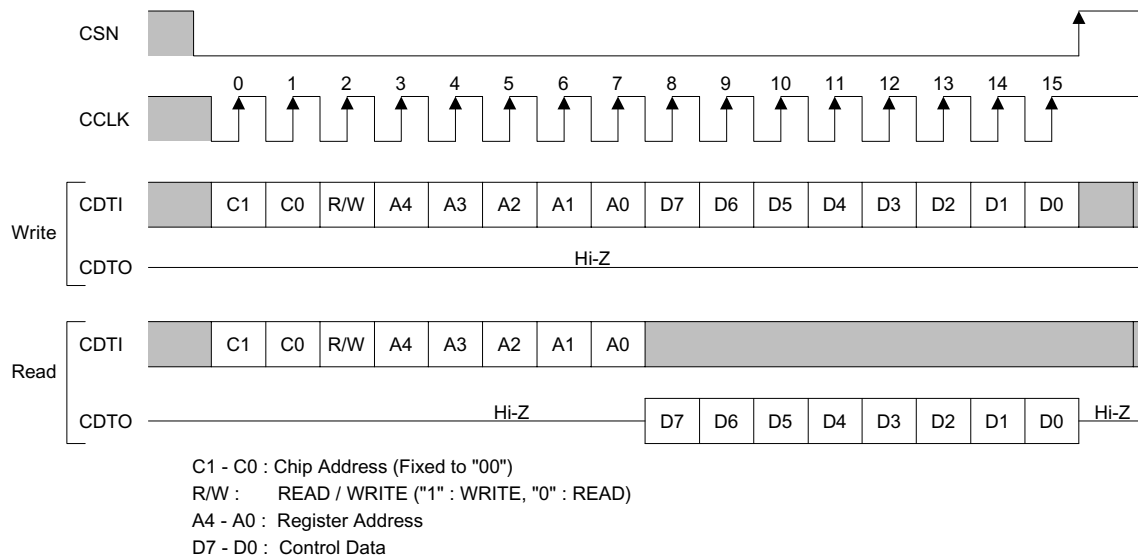 CSN
0 1 2 3 4 5 6 7 8 9 10 11 12 13 14 15
CCLK
Write
CDTI C1 C0 R/W A4 A3 A2 A1 A0 D7 D6 D5 D4 D3 D2 D1 D0
CDTO Hi-Z
Read
CDTI C1 C0 R/W A4 A3 A2 A1 A0
CDTO Hi-Z D7 D6 D5 D4 D3 D2 D1 D0 Hi-Z
C1 - C0 : Chip Address (Fixed to "00")
R/W : READ / WRITE ("1" : WRITE, "0" : READ)
A4 - A0 : Register Address
D7 - D0 : Control Data